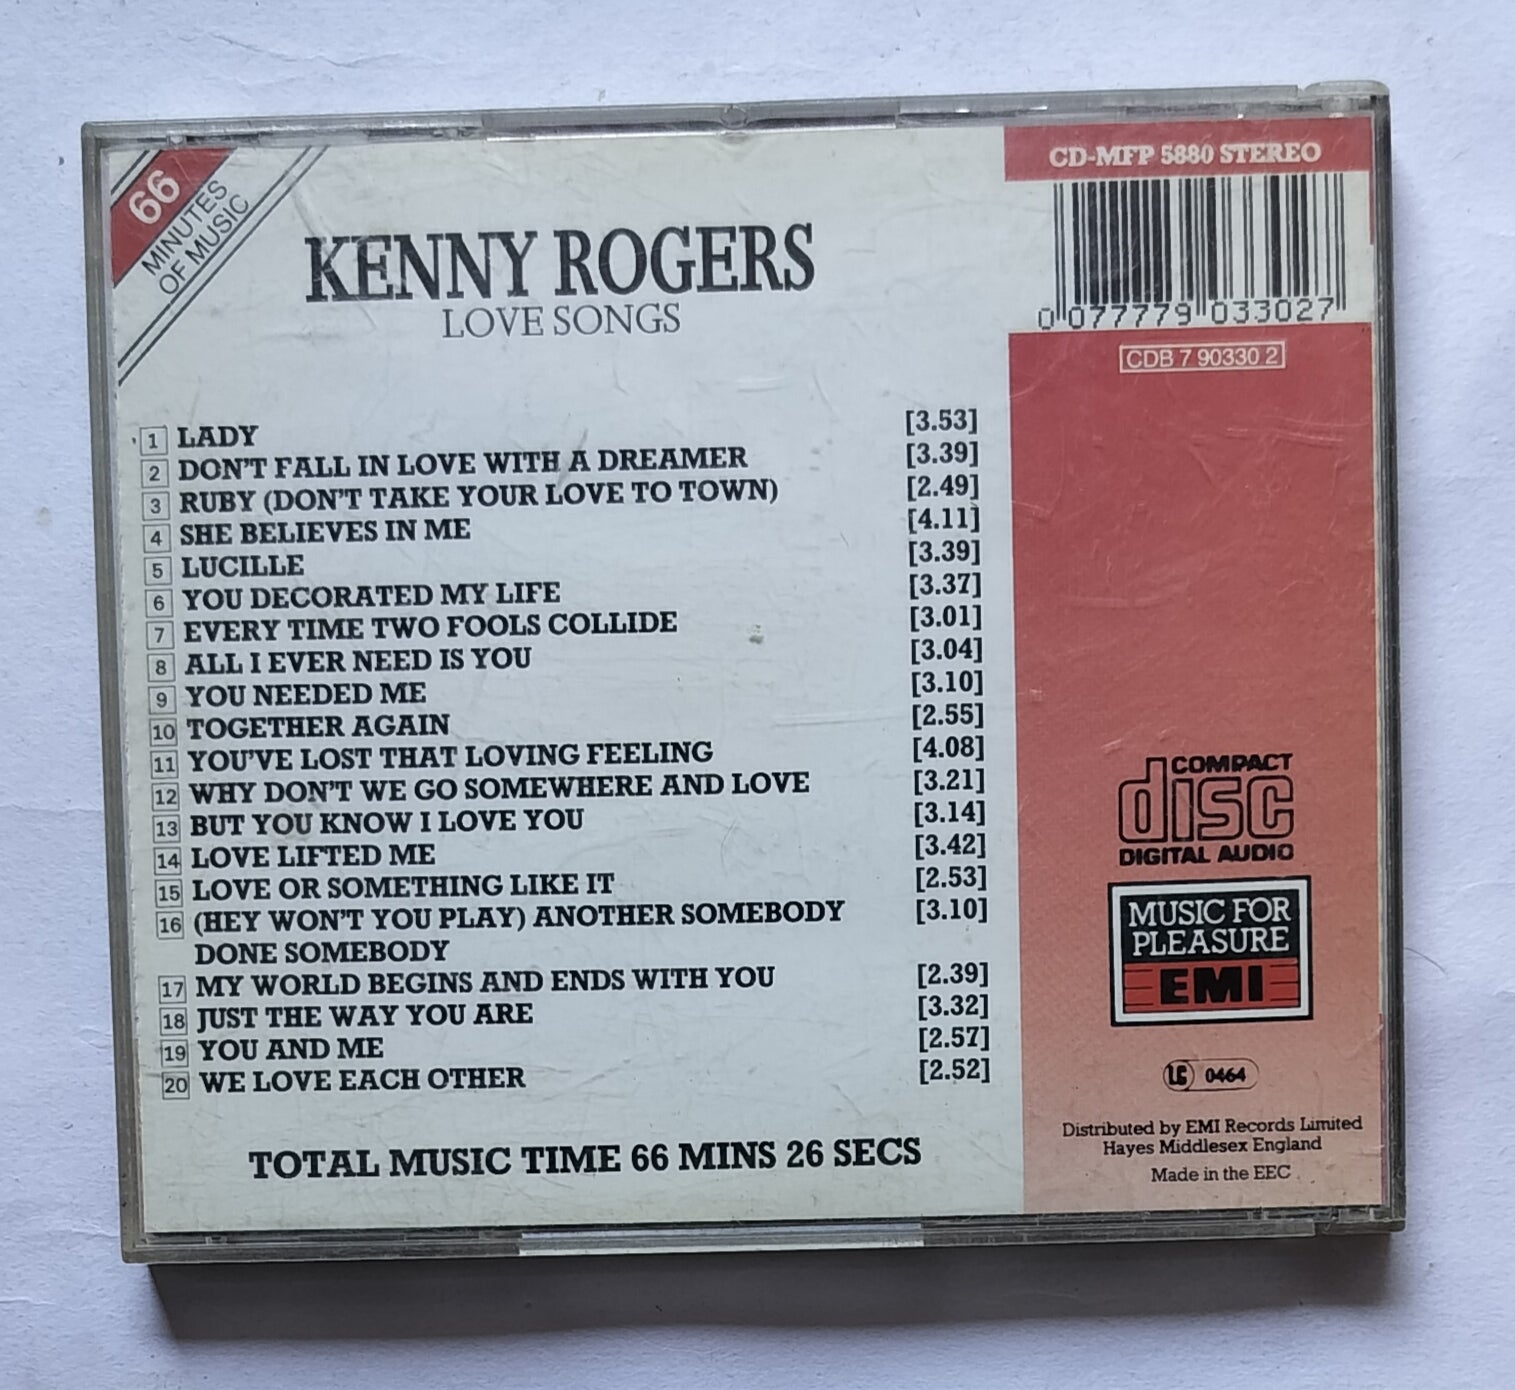 66
MINUTES
OF MUSIC
KENNY ROGERS
LOVE SONGS
1 LADY [3.53]
2 DON'T FALL IN LOVE WITH A DREAMER [3.39]
3 RUBY (DON'T TAKE YOUR LOVE TO TOWN) [2.49]
4 SHE BELIEVES IN ME [4.11]
5 LUCILLE [3.39]
6 YOU DECORATED MY LIFE [3.37]
7 EVERY TIME TWO FOOLS COLLIDE [3.01]
8 ALL I EVER NEED IS YOU [3.04]
9 YOU NEEDED ME [3.10]
10 TOGETHER AGAIN [2.55]
11 YOU'VE LOST THAT LOVING FEELING [4.08]
12 WHY DON'T WE GO SOMEWHERE AND LOVE [3.21]
13 BUT YOU KNOW I LOVE YOU [3.14]
14 LOVE LIFTED ME [3.42]
15 LOVE OR SOMETHING LIKE IT [2.53]
16 (HEY WON'T YOU PLAY) ANOTHER SOMEBODY [3.10]
DONE SOMEBODY
17 MY WORLD BEGINS AND ENDS WITH YOU [2.39]
18 JUST THE WAY YOU ARE [3.32]
19 YOU AND ME [2.57]
20 WE LOVE EACH OTHER [2.52]
TOTAL MUSIC TIME 66 MINS 26 SECS
CD-MFP 5880 STEREO
0 077779 033027
CDB 7 90330 2
COMPACT
disc
DIGITAL AUDIO
MUSIC FOR
PLEASURE
EMI
LC 0464
Distributed by EMI Records Limited
Hayes Middlesex England
Made in the EEC